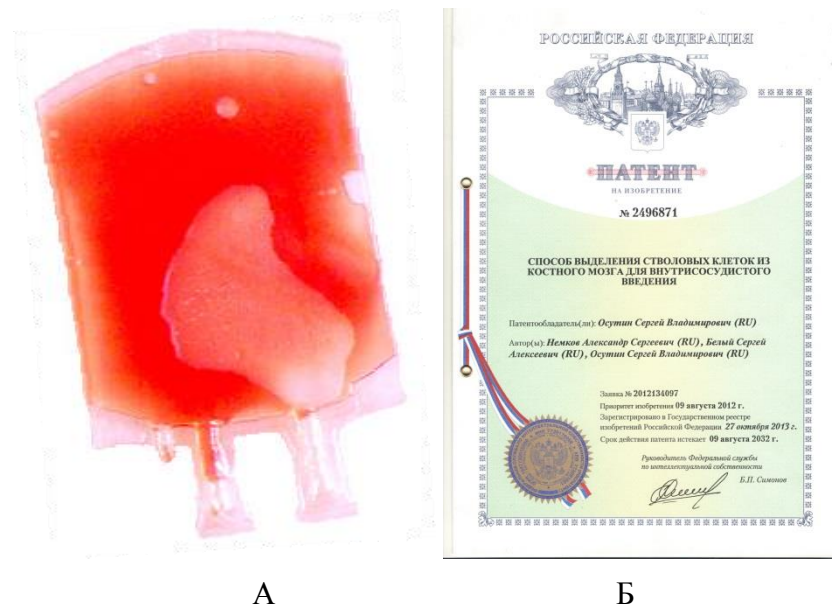 РОССИЙСКАЯ ФЕДЕРАЦИЯ
ПАТЕНТ
НА ИЗОБРЕТЕНИЕ
№ 2496871
СПОСОБ ВЫДЕЛЕНИЯ СТВОЛОВЫХ КЛЕТОК ИЗ
КОСТНОГО МОЗГА ДЛЯ ВНУТРИСОСУДИСТОГО
ВВЕДЕНИЯ
Патентообладатель(ли): Осутин Сергей Владимирович (RU)
Автор(ы): Немков Александр Сергеевич (RU), Белый Сергей
Алексеевич (RU), Осутин Сергей Владимирович (RU)
Заявка № 2012134097
Приоритет изобретения 09 августа 2012 г.
Зарегистрировано в Государственном реестре
изобретений Российской Федерации 27 октября 2013 г.
Срок действия патента истекает 09 августа 2032 г.
Руководитель Федеральной службы
по интеллектуальной собственности
Б.П. Симонов
А
Б